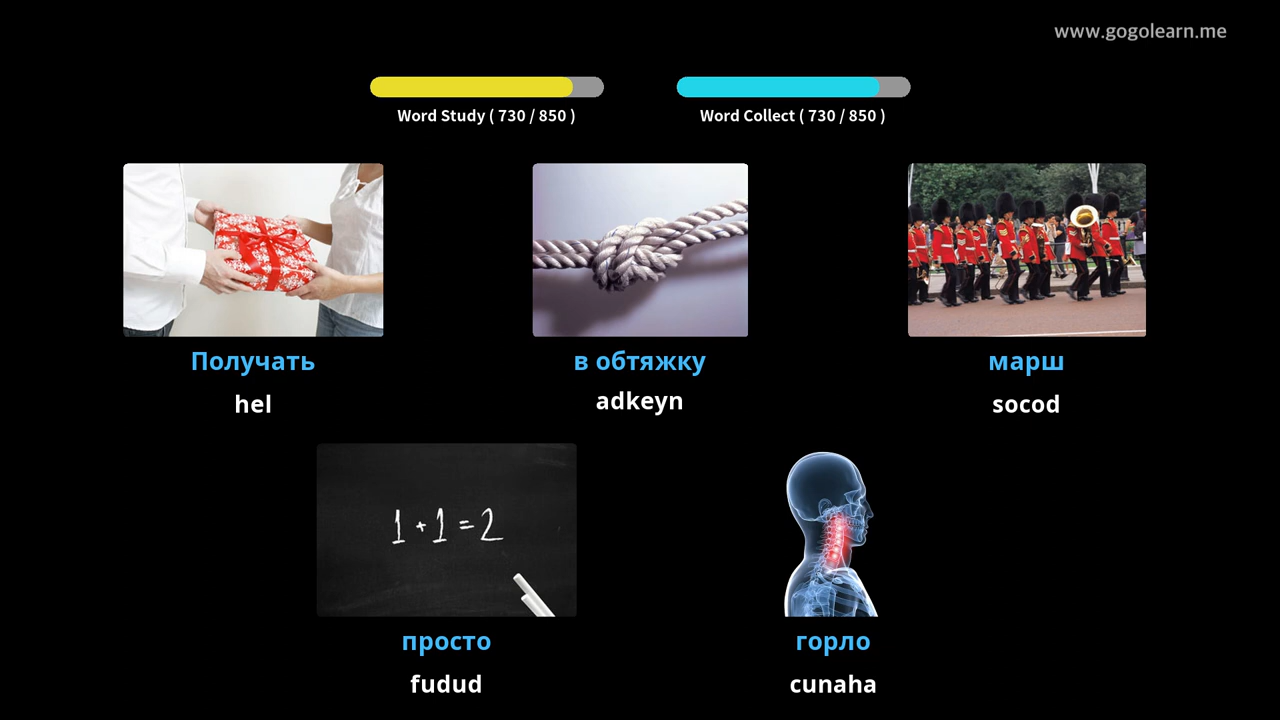 www.gogolearn.me
Word Study ( 730 / 850 )
Word Collect ( 730 / 850 )
Получать
hel
в обтяжку
adkeyn
марш
socod
1 + 1 = 2
просто
fudud
горло
cunaha